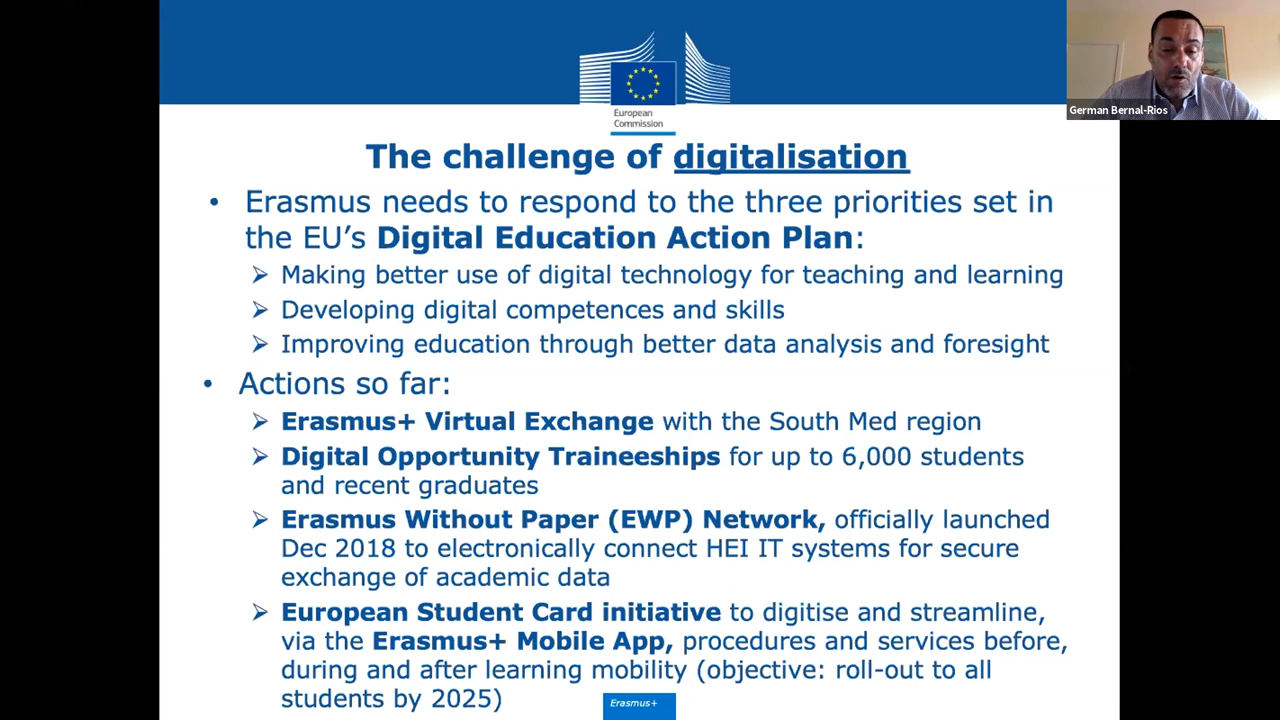 German Bernal-Rios
European
Commission
The challenge of digitalisation
• Erasmus needs to respond to the three priorities set in
the EU’s Digital Education Action Plan:
➢ Making better use of digital technology for teaching and learning
➢ Developing digital competences and skills
➢ Improving education through better data analysis and foresight
• Actions so far:
➢ Erasmus+ Virtual Exchange with the South Med region
➢ Digital Opportunity Traineeships for up to 6,000 students
and recent graduates
➢ Erasmus Without Paper (EWP) Network, officially launched
Dec 2018 to electronically connect HEI IT systems for secure
exchange of academic data
➢ European Student Card initiative to digitise and streamline,
via the Erasmus+ Mobile App, procedures and services before,
during and after learning mobility (objective: roll-out to all
students by 2025)
Erasmus+